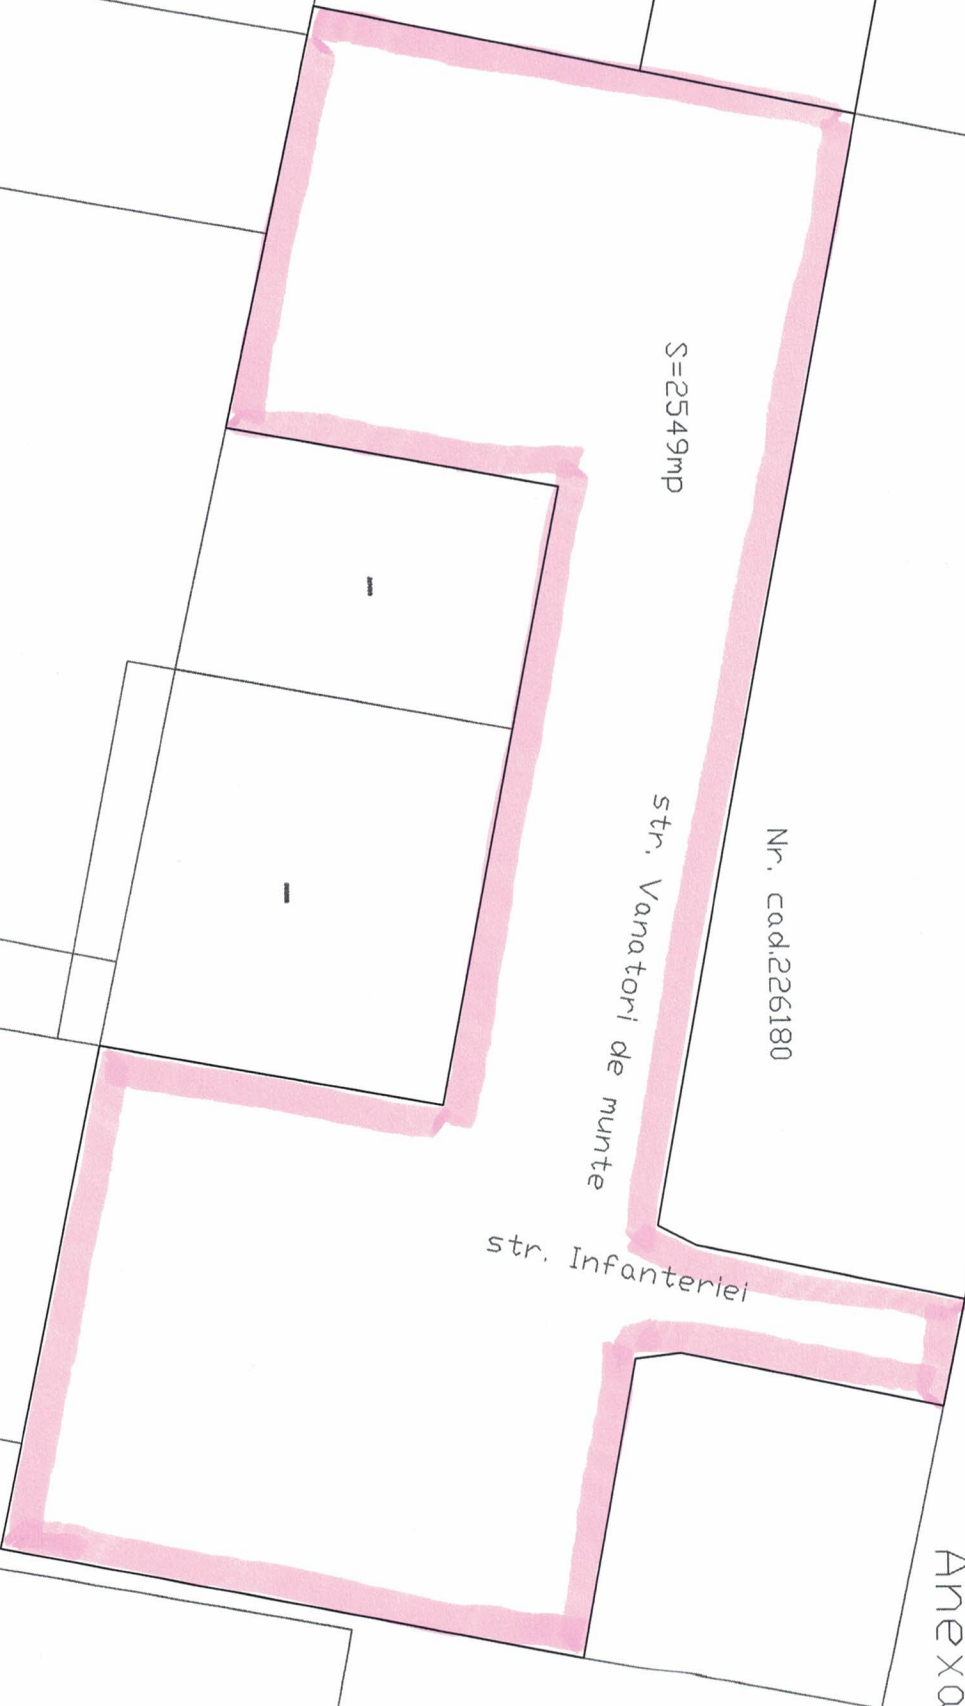 S=2549mp
Nr. cad.226180
str. Vanatori de munte
str. Infanteriei
Anexa